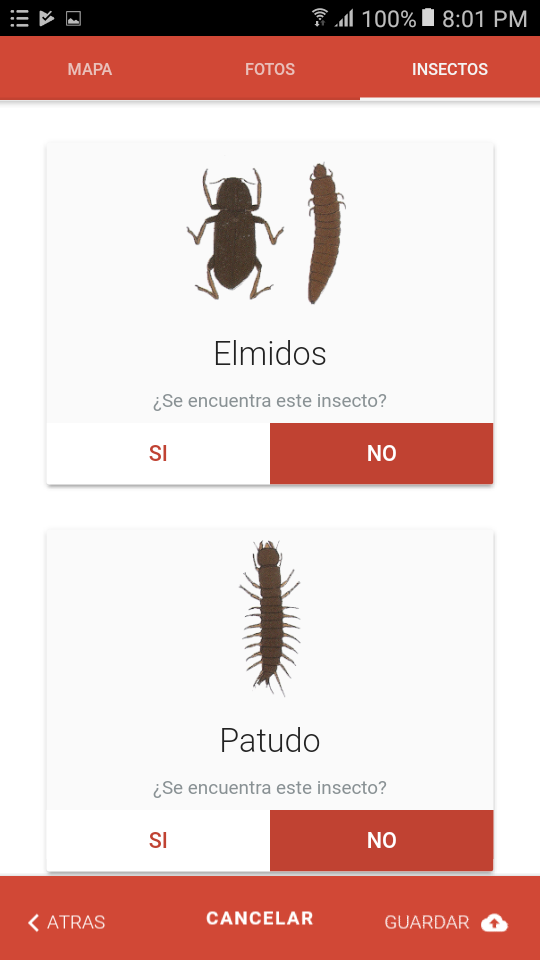 100% 8:01 PM
MAPA FOTOS INSECTOS
Elmidos
¿Se encuentra este insecto?
SI NO
Patudo
¿Se encuentra este insecto?
SI NO
ATRAS CANCELAR GUARDAR